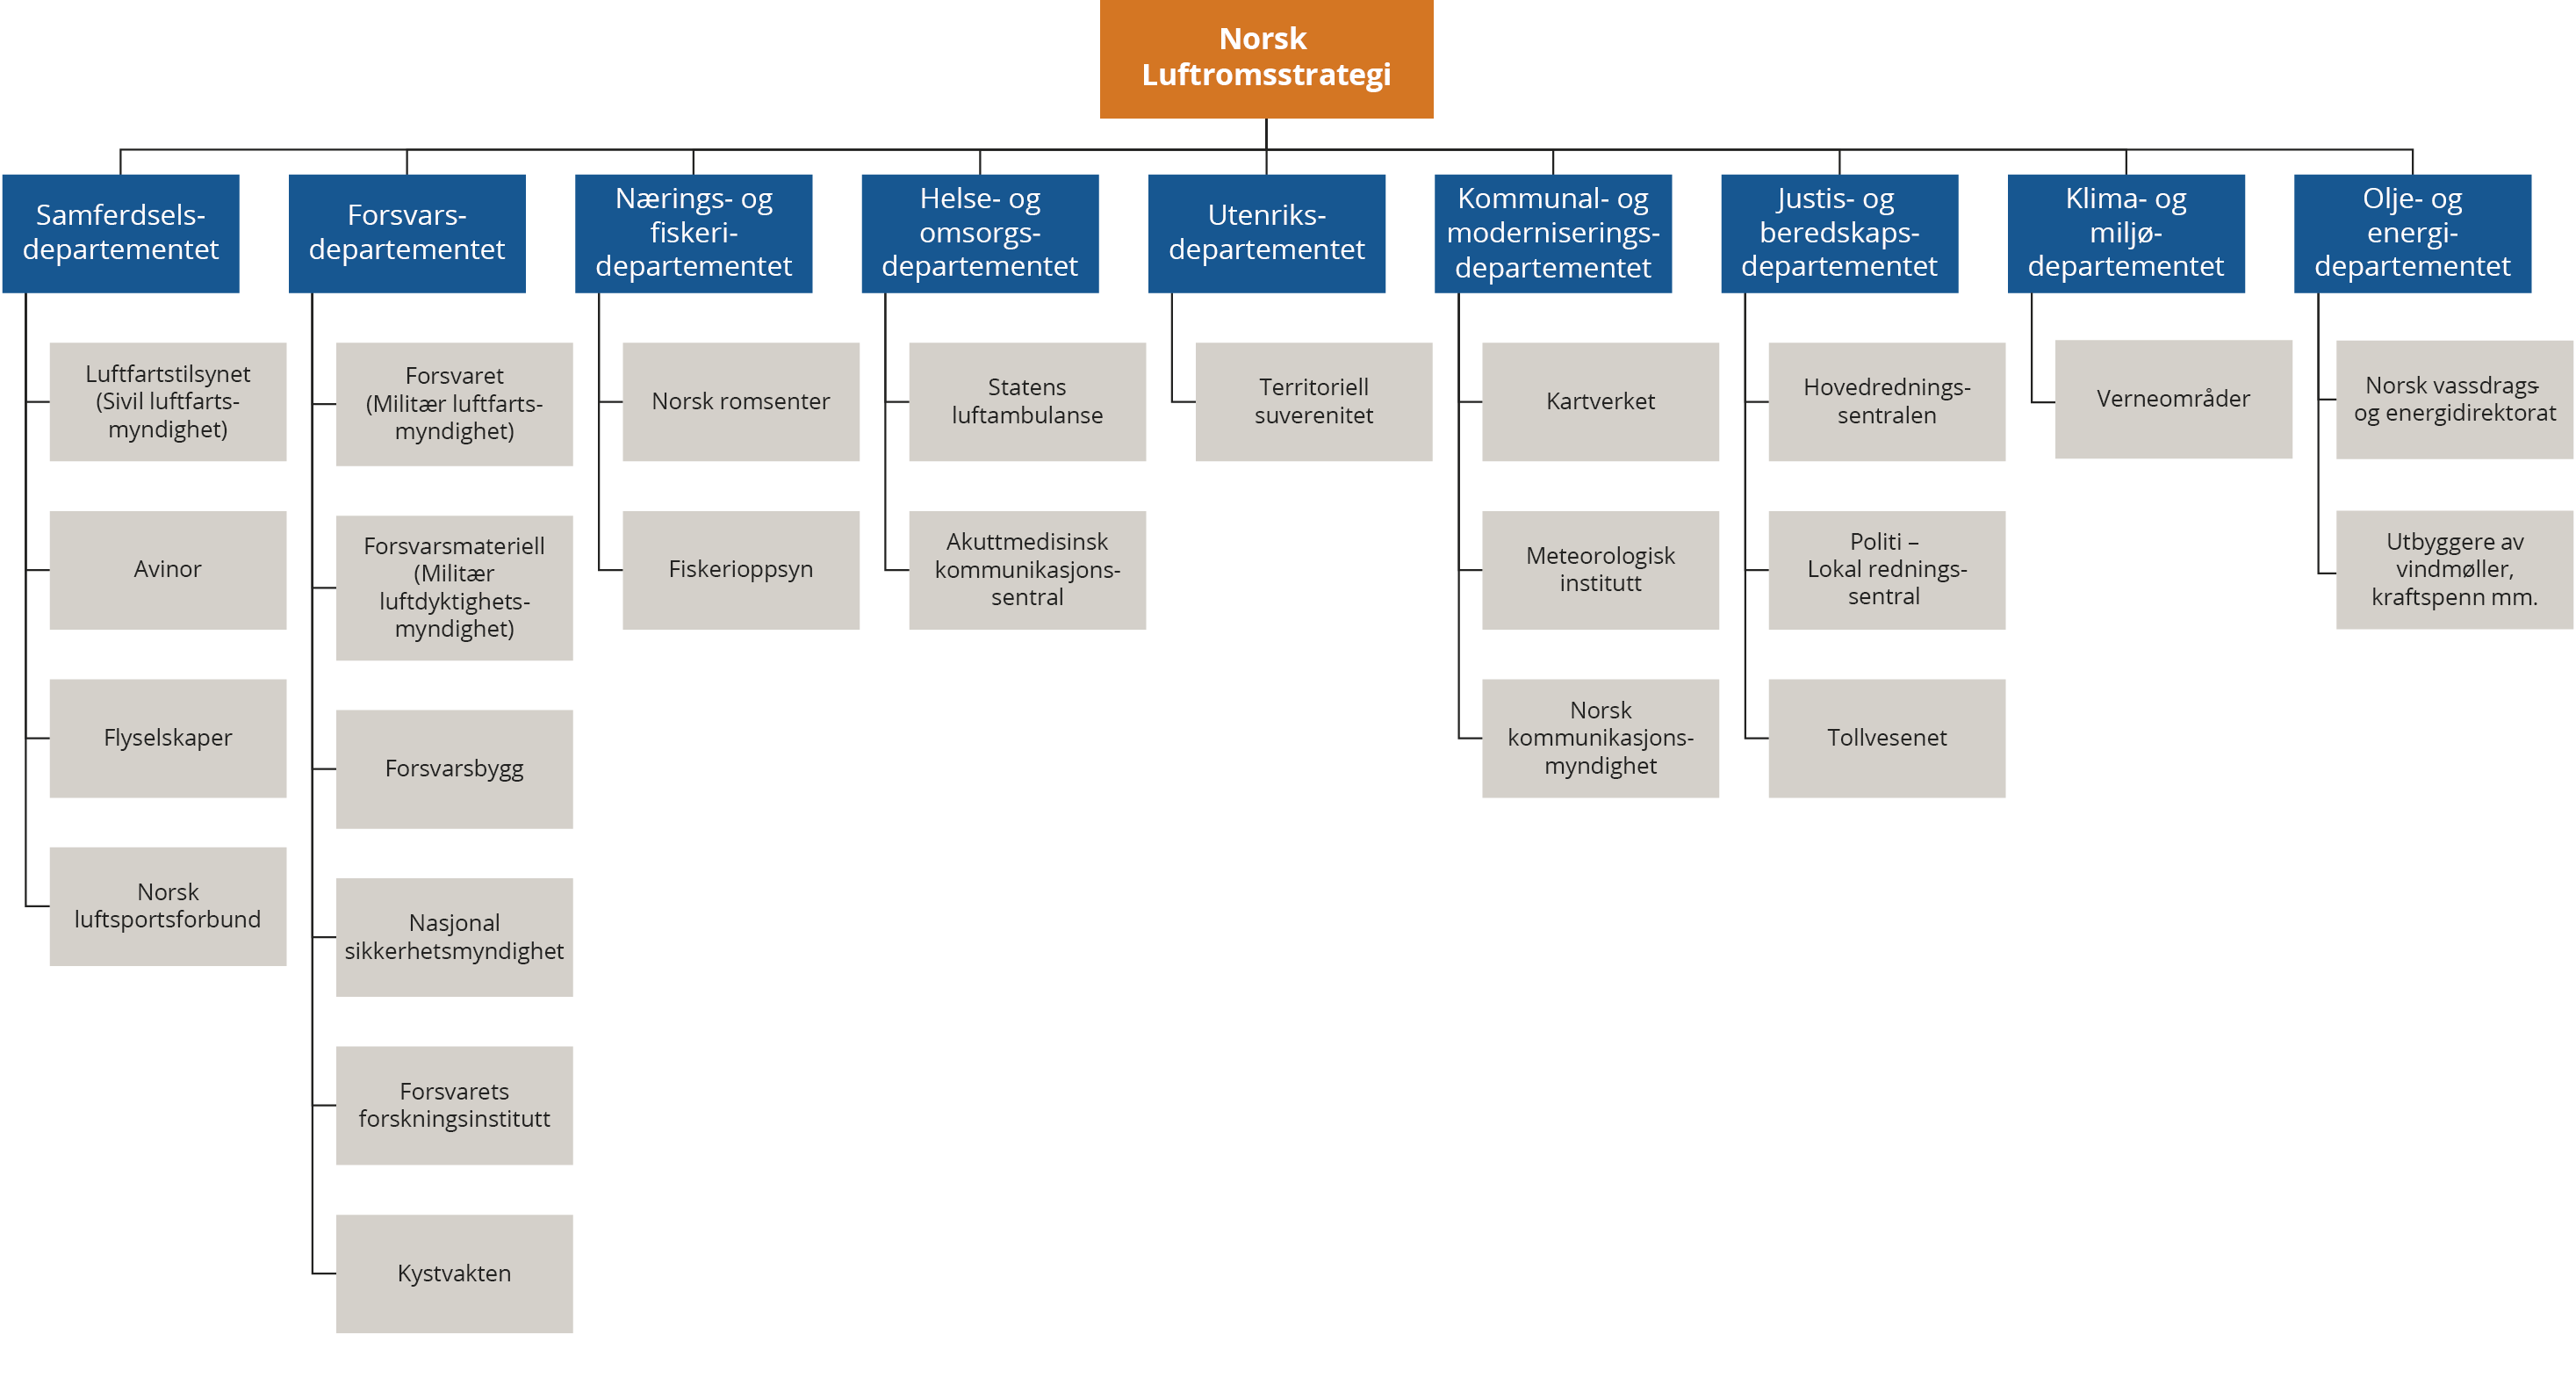 Norsk
Luftromsstrategi
Samferdsels-
departementet
Luftfartstilsynet
(Sivil luftfarts-
myndighet)
Avinor
Flyselskaper
Norsk
luftsportsforbund
Forsvars-
departementet
Forsvaret
(Militær luftfarts-
myndighet)
Forsvarsmateriell
(Militær
luftdyktighets-
myndighet)
Forsvarsbygg
Nasjonal
sikkerhetsmyndighet
Forsvarets
forskningsinstitutt
Kystvakten
Nærings- og
fiskeri-
departementet
Norsk romsenter
Fiskerioppsyn
Helse- og
omsorgs-
departementet
Statens
luftambulanse
Akuttmedisinsk
kommunikasjons-
sentral
Utenriks-
departementet
Territoriell
suverenitet
Kommunal- og
moderniserings-
departementet
Kartverket
Meteorologisk
institutt
Norsk
kommunikasjons-
myndighet
Justis- og
beredskaps-
departementet
Hovedrednings-
sentralen
Politi –
Lokal rednings-
sentral
Tollvesenet
Klima- og
miljø-
departementet
Verneområder
Olje- og
energi-
departementet
Norsk vassdrags-
og energidirektorat
Utbyggere av
vindmøller,
kraftspenn mm.